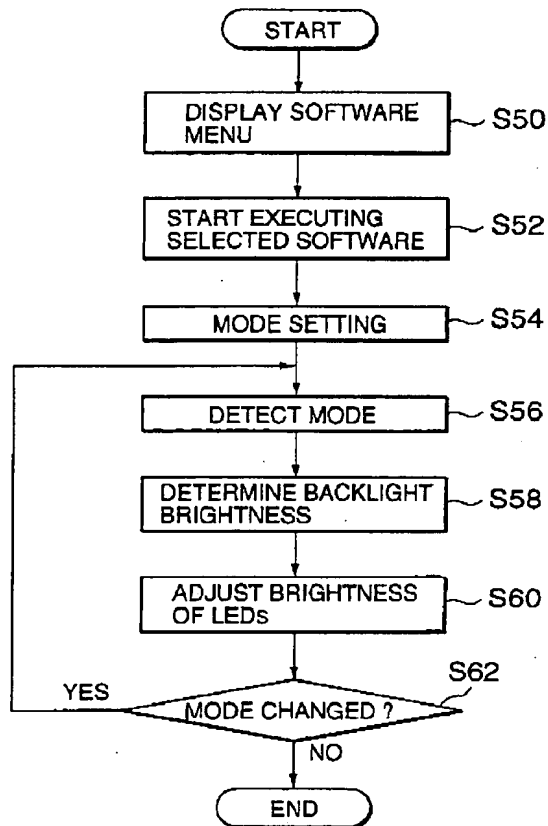 START
DISPLAY SOFTWARE
MENU
S50
START EXECUTING
SELECTED SOFTWARE
S52
MODE SETTING
S54
DETECT MODE
S56
DETERMINE BACKLIGHT
BRIGHTNESS
S58
ADJUST BRIGHTNESS
OF LEDs
S60
S62
YES
MODE CHANGED ?
NO
END